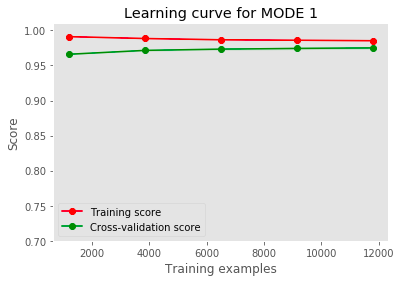 Learning curve for MODE 1
1.00
0.95
0.90
0.85
0.80
0.75
0.70
Score
Training score
Cross-validation score
2000 4000 6000 8000 10000 12000
Training examples